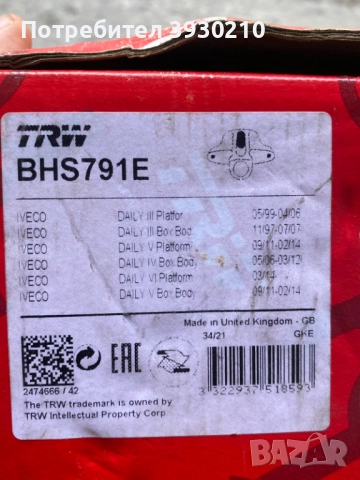 Потребител 3930210
TRW
BHS791E
IVECO DAILY III Platfor 05/99-04/06
IVECO DAILY III Box Bod 11/97-07/07
IVECO DAILY V Platform 09/11-02/14
IVECO DAILY IV Box Bod 05/06-03/12
IVECO DAILY VI Platform 03/14
IVECO DAILY V Box Body 09/11-02/14
Made in United Kingdom - GB
34/21 GKE
EAC
2474666 / 42
3 322937 518593
The TRW trademark is owned by
TRW Intellectual Property Corp.
BAZAR